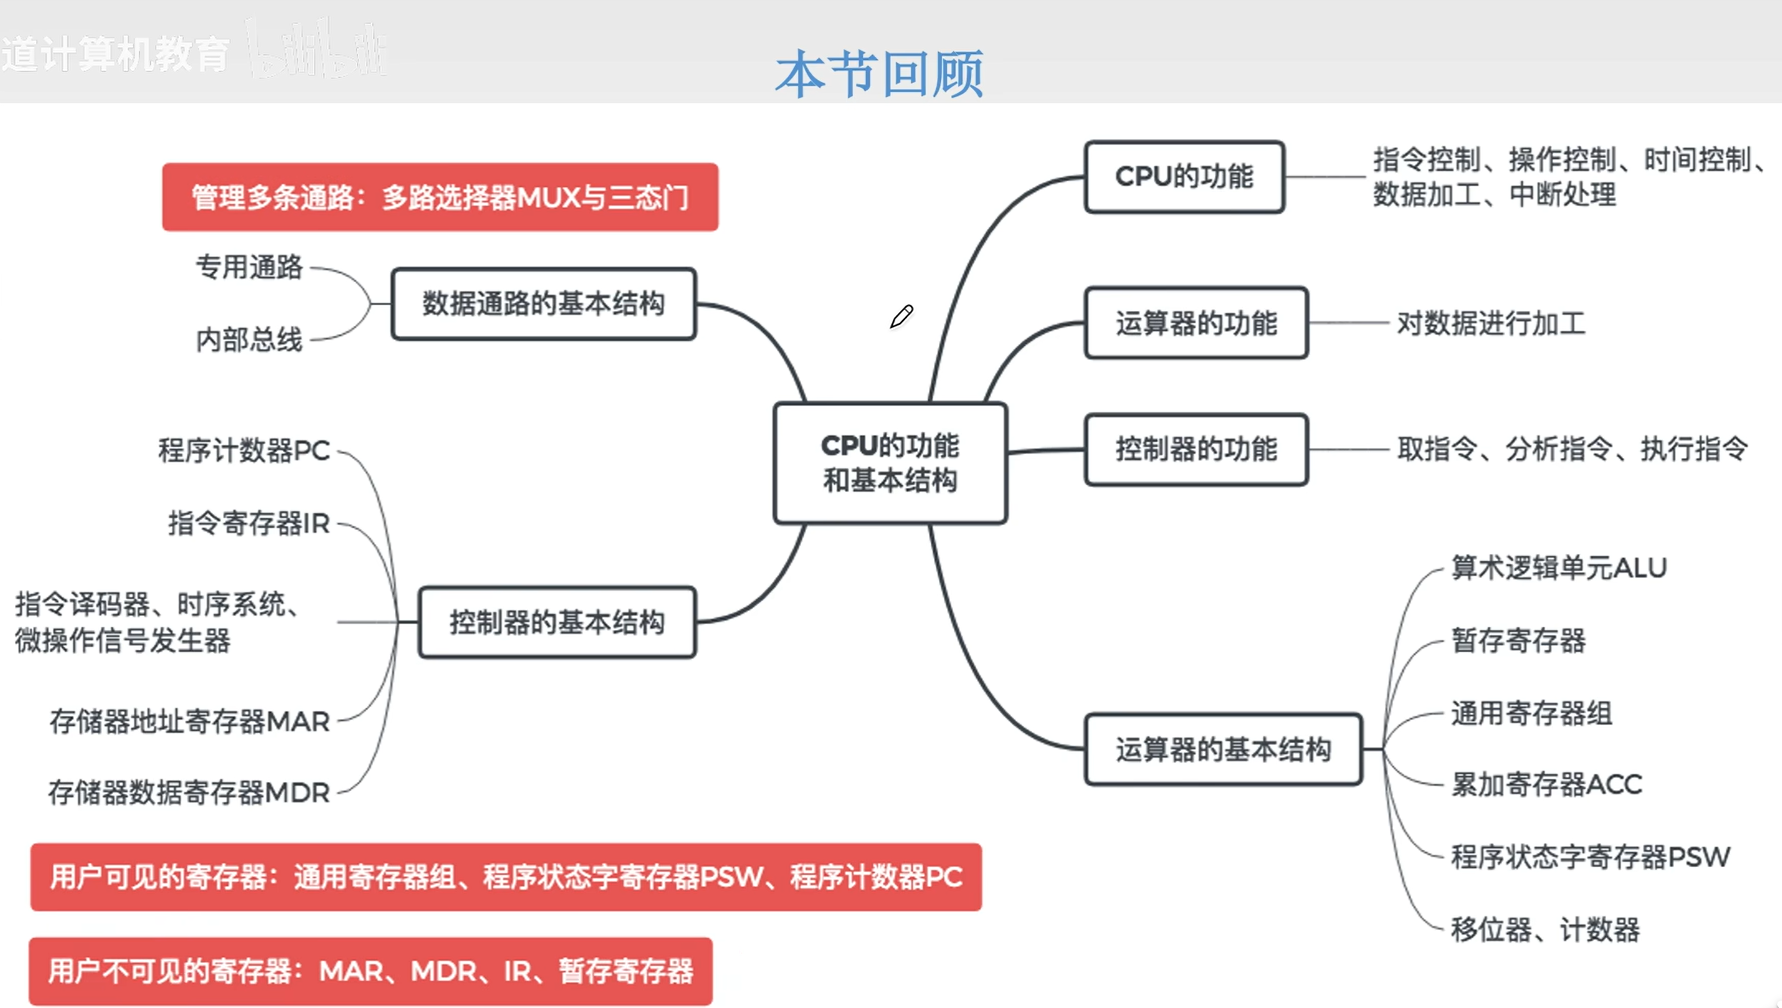 道计算机教育 bilibili
本节回顾
管理多条通路：多路选择器MUX与三态门
专用通路
内部总线
数据通路的基本结构
程序计数器PC
指令寄存器IR
指令译码器、时序系统、
微操作信号发生器
存储器地址寄存器MAR
存储器数据寄存器MDR
控制器的基本结构
用户可见的寄存器：通用寄存器组、程序状态字寄存器PSW、程序计数器PC
用户不可见的寄存器：MAR、MDR、IR、暂存寄存器
CPU的功能
和基本结构
CPU的功能
指令控制、操作控制、时间控制、
数据加工、中断处理
运算器的功能
对数据进行加工
控制器的功能
取指令、分析指令、执行指令
运算器的基本结构
算术逻辑单元ALU
暂存寄存器
通用寄存器组
累加寄存器ACC
程序状态字寄存器PSW
移位器、计数器